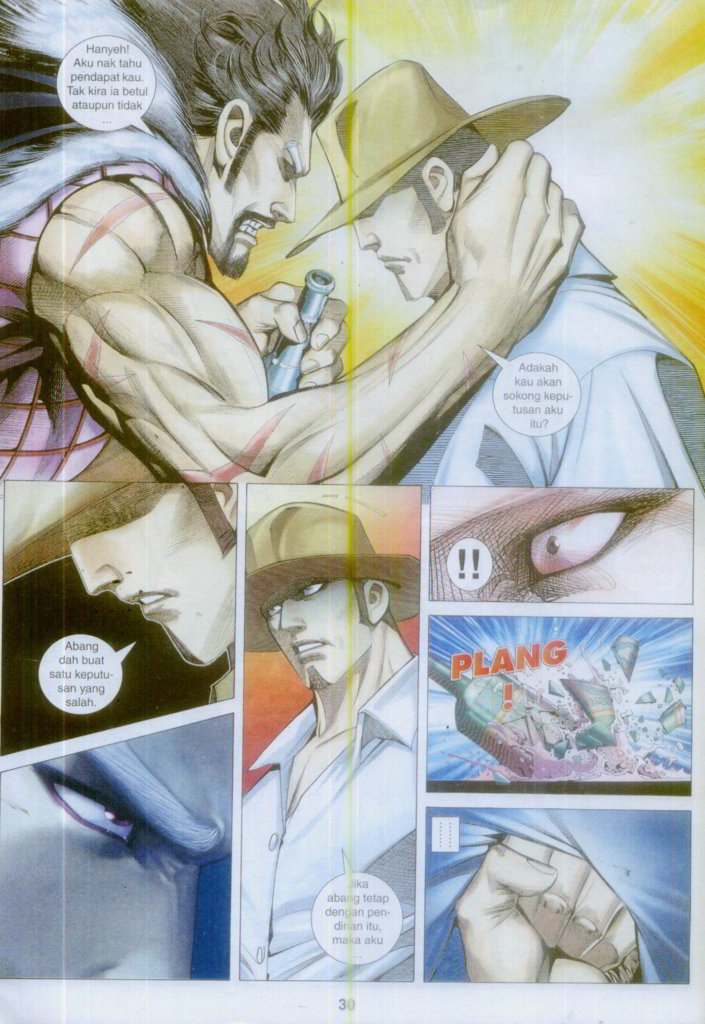 Hanyeh!
Aku nak tahu
pendapat kau.
Tak kira ia betul
ataupun tidak
...
Adakah
kau akan
sokong kepu-
tusan aku
itu?
Abang
dah buat
satu keputu-
san yang
salah.
Jika
abang tetap
dengan pen-
dirian itu,
maka aku
...
!!
PLANG
!
30